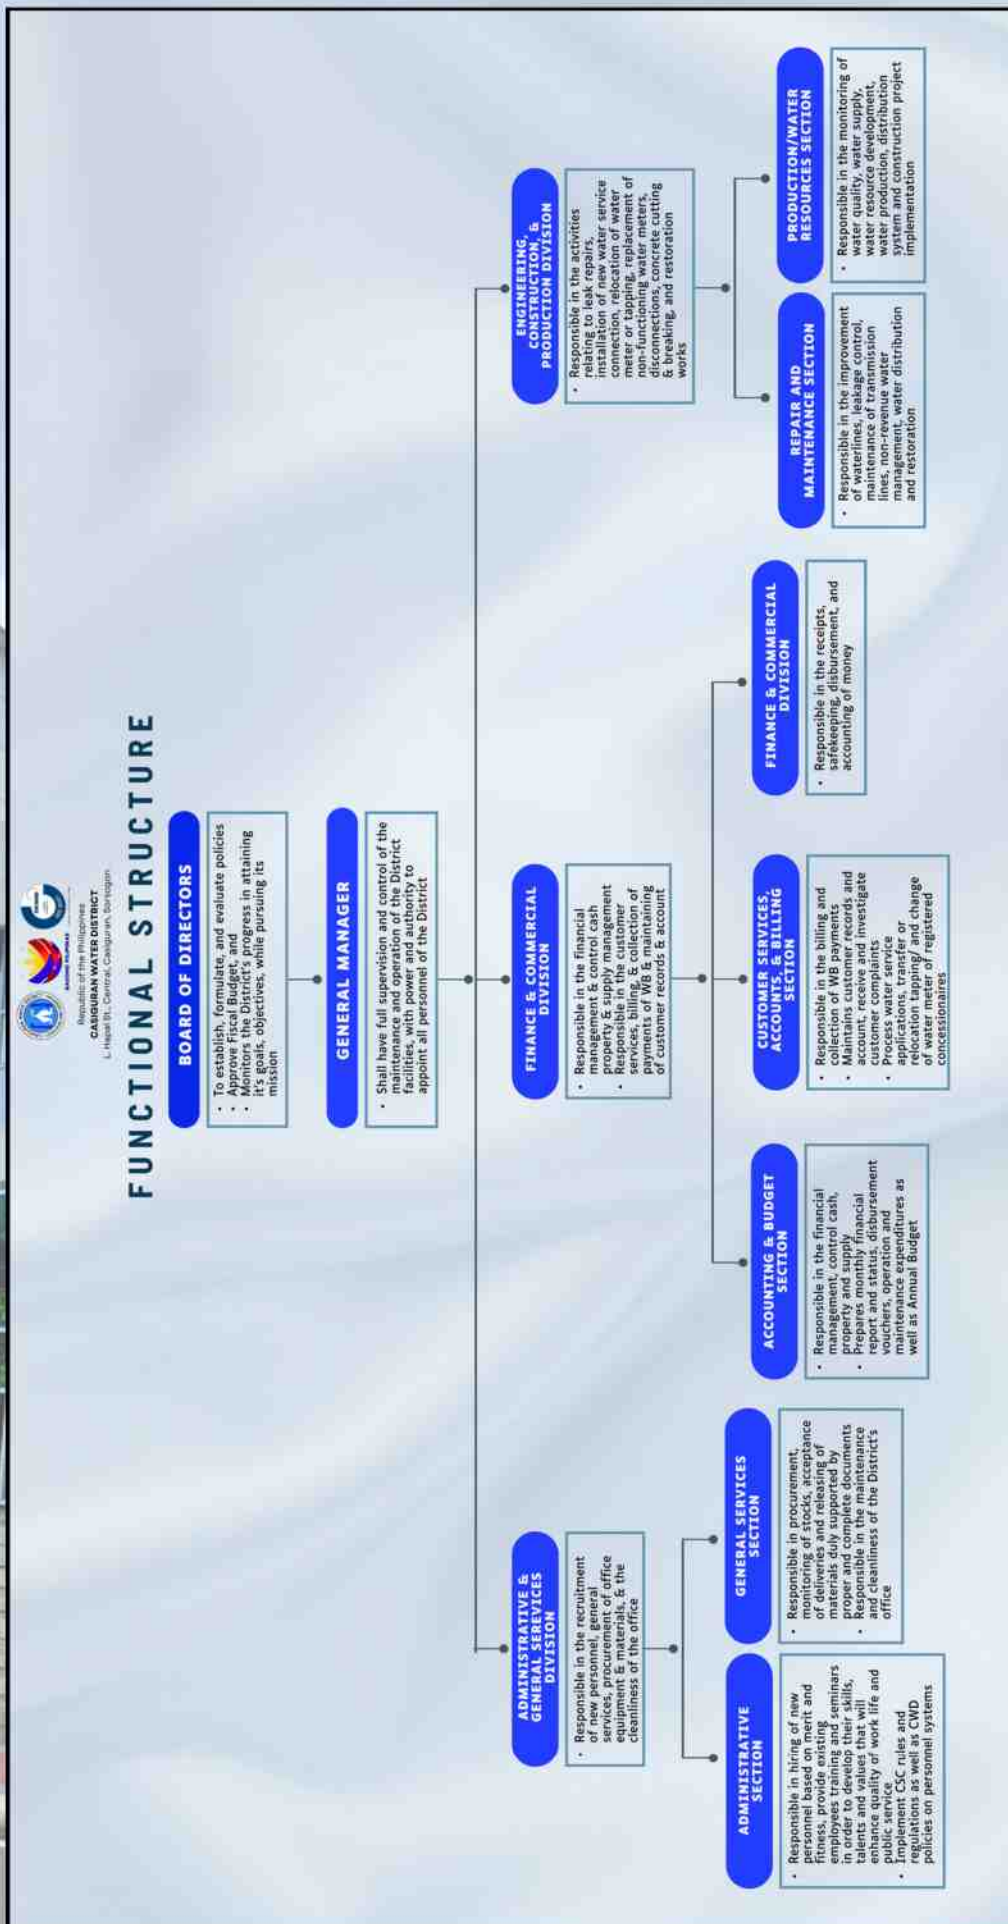 Republic of the Philippines
CASIGURAN WATER DISTRICT
L. Hapal St., Central, Casiguran, Sorsogon
FUNCTIONAL STRUCTURE
BOARD OF DIRECTORS
• To establish, formulate, and evaluate policies
• Approve Fiscal Budget, and
• Monitors the District's progress in attaining
it's goals, objectives, while pursuing its
mission
GENERAL MANAGER
• Shall have full supervision and control of the
maintenance and operation of the District
facilities, with power and authority to
appoint all personnel of the District
ADMINISTRATIVE &
GENERAL SEREVICES
DIVISION
• Responsible in the recruitment
of new personnel, general
services, procurement of office
equipment & materials, & the
cleanliness of the office
FINANCE & COMMERCIAL
DIVISION
• Responsible in the financial
management & control cash
property & supply management
• Responsible in the customer
services, billing, & collection of
payments of WB & maintaining
of customer records & account
ENGINEERING,
CONSTRUCTION, &
PRODUCTION DIVISION
• Responsible in the activities
relating to leak repairs,
installation of new water service
connection, relocation of water
meter or tapping, replacement of
non-functioning water meters,
disconnections, concrete cutting
& breaking, and restoration
works
ADMINISTRATIVE
SECTION
• Responsible in hiring of new
personnel based on merit and
fitness, provide existing
employees training and seminars
in order to develop their skills,
talents and values that will
enhance quality of work life and
public service
• Implement CSC rules and
regulations as well as CWD
policies on personnel systems
GENERAL SERVICES
SECTION
• Responsible in procurement,
monitoring of stocks, acceptance
of deliveries and releasing of
materials duly supported by
proper and complete documents
• Responsible in the maintenance
and cleanliness of the District's
office
ACCOUNTING & BUDGET
SECTION
• Responsible in the financial
management, control cash,
property and supply
• Prepares monthly financial
report and status, disbursement
vouchers, operation and
maintenance expenditures as
well as Annual Budget
CUSTOMER SERVICES,
ACCOUNTS, & BILLING
SECTION
• Responsible in the billing and
collection of WB payments
• Maintains customer records and
account, receive and investigate
customer complaints
• Process water service
applications, transfer or
relocation tapping/ and change
of water meter of registered
concessionaires
FINANCE & COMMERCIAL
DIVISION
• Responsible in the receipts,
safekeeping, disbursement, and
accounting of money
REPAIR AND
MAINTENANCE SECTION
• Responsible in the improvement
of waterlines, leakage control,
maintenance of transmission
lines, non-revenue water
management, water distribution
and restoration
PRODUCTION/WATER
RESOURCES SECTION
• Responsible in the monitoring of
water quality, water supply,
water resource development,
water production, distribution
system and construction project
implementation